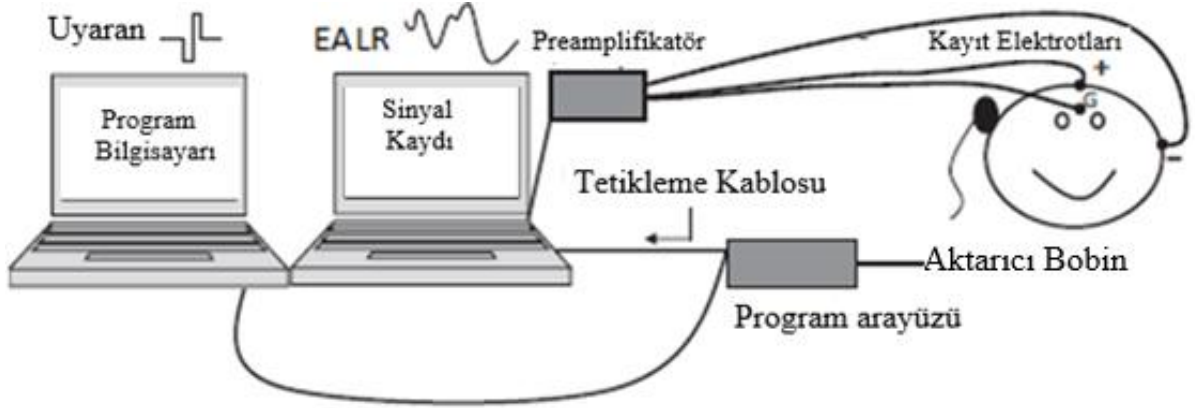 Uyaran
EALR
Preamplifikatör
Kayıt Elektrotları
+
G
-
Program
Bilgisayarı
Sinyal
Kaydı
Tetikleme Kablosu
Aktarıcı Bobin
Program arayüzü